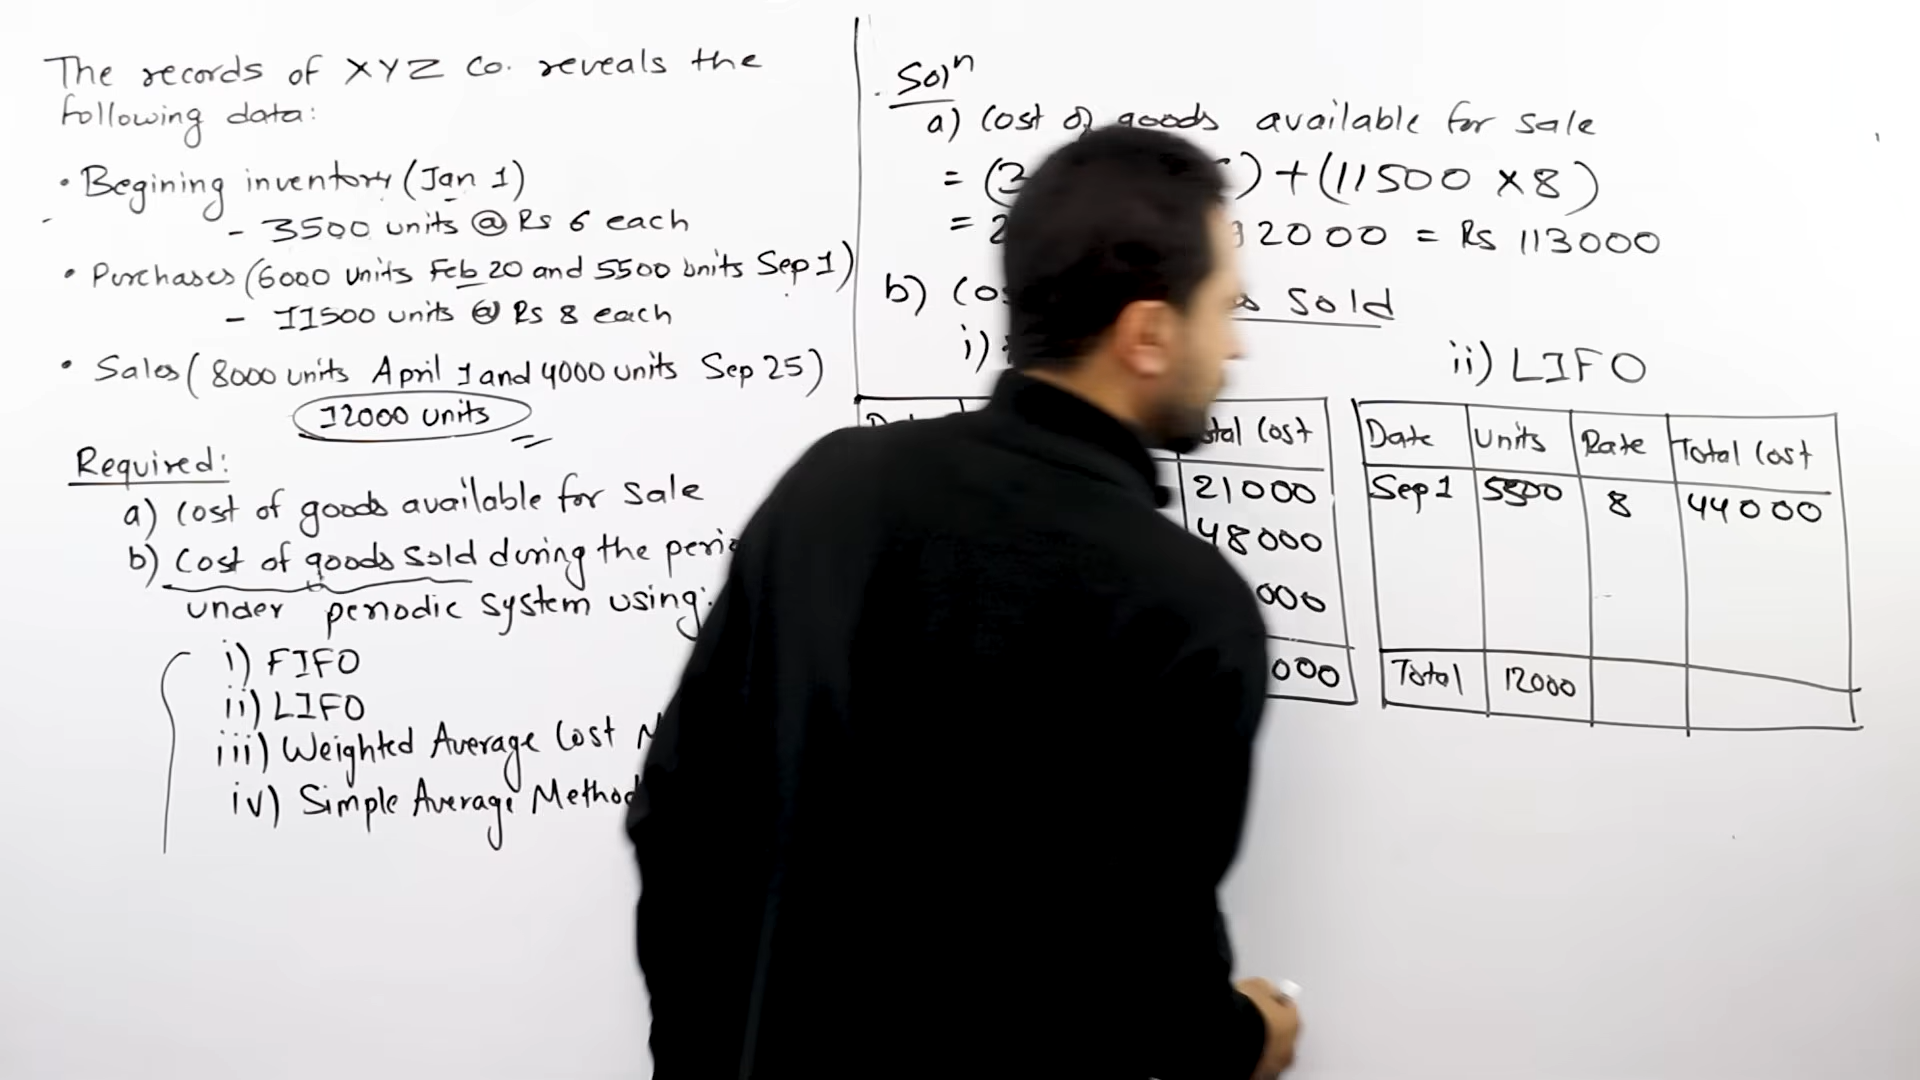 The records of XYZ Co. reveals the
following data:
• Begining inventory (Jan 1)
- 3500 units @ Rs 6 each
• Purchases (6000 units Feb 20 and 5500 units Sep 1)
- 11500 units @ Rs 8 each
• Sales (8000 units April 1 and 4000 units Sep 25)
12000 units
Required:
a) Cost of goods available for sale
b) Cost of goods sold during the
under periodic system using:
i) FIFO
ii) LIFO
iii) Weighted Average Cost
iv) Simple Average Method
Solⁿ
a) Cost of goods available for sale
= ( ) + (11500 × 8)
= 2000 = Rs 113000
b) sold
i)
Total Cost
21000
48000
000
000
ii) LIFO
Date Units Rate Total Cost
Sep 1 5500 8 44000
Total 12000